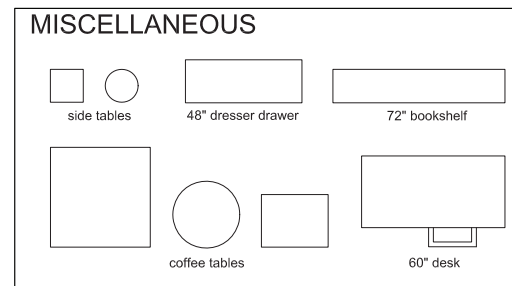 MISCELLANEOUS
side tables
48" dresser drawer
72" bookshelf
coffee tables
60" desk